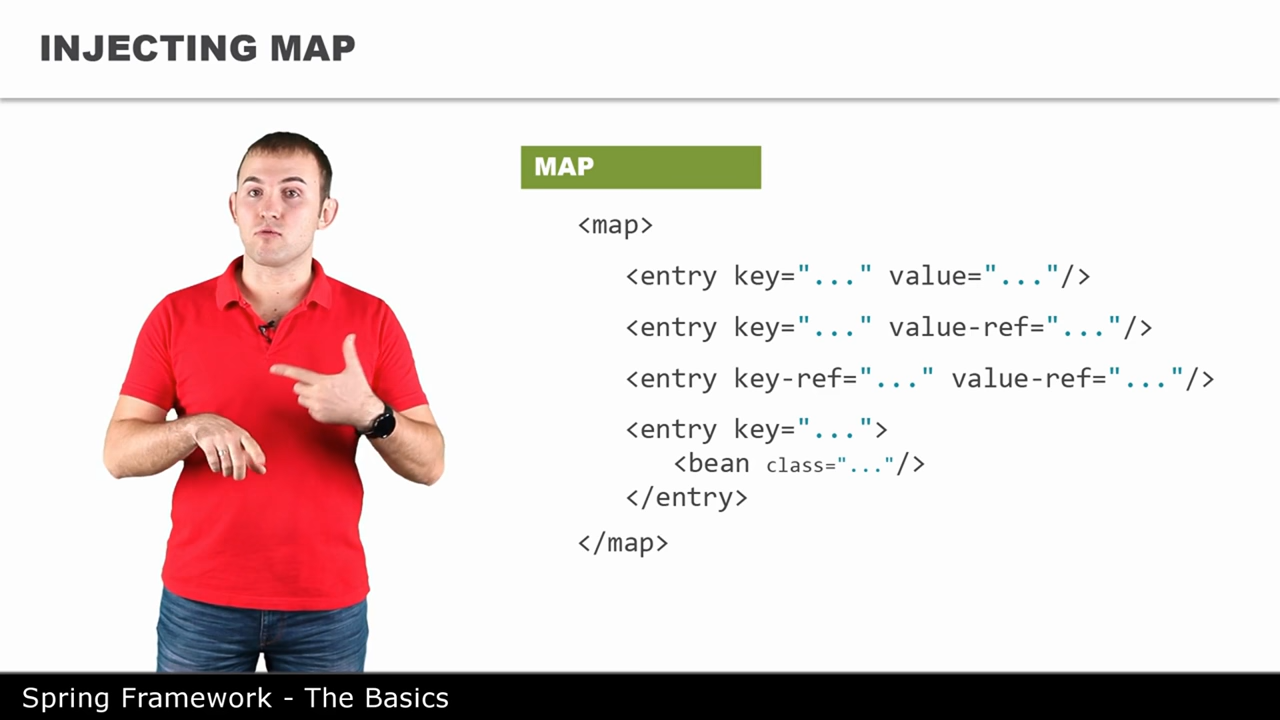 INJECTING MAP
MAP
<map>
<entry key="..." value="..."/>
<entry key="..." value-ref="..."/>
<entry key-ref="..." value-ref="..."/>
<entry key="...">
<bean class="..."/>
</entry>
</map>
Spring Framework - The Basics